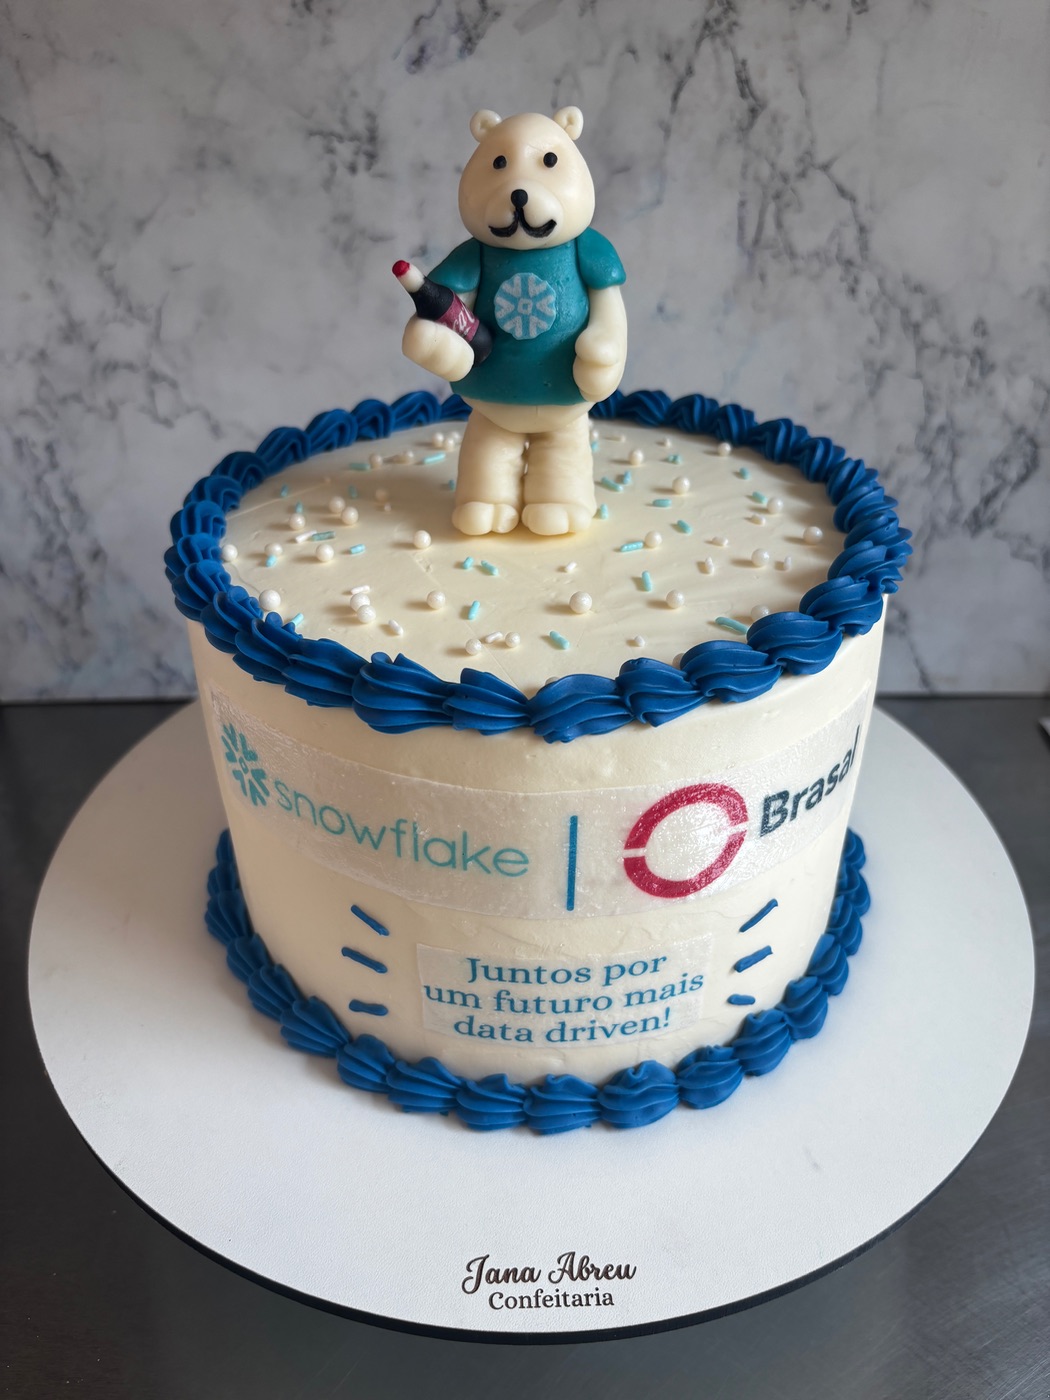 snowflake
Brasal
Juntos por
um futuro mais
data driven!
Jana Abreu
Confeitaria